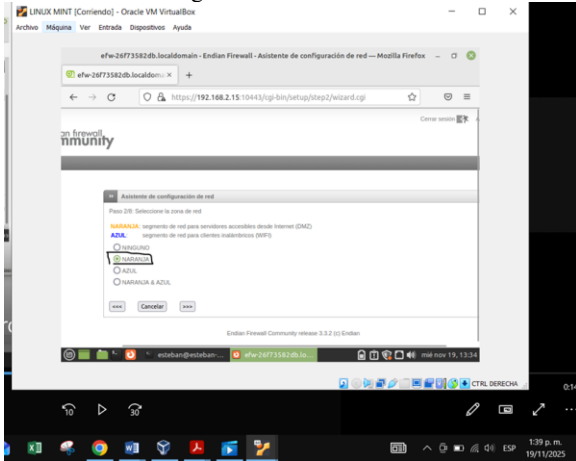 LINUX MINT [Corriendo] - Oracle VM VirtualBox
Archivo Máquina Ver Entrada Dispositivos Ayuda
efw-26f73582db.localdomain - Endian Firewall - Asistente de configuración de red — Mozilla Firefox
efw-26f73582db.localdom
https://192.168.2.15:10443/cgi-bin/setup/step2/wizard.cgi
Cerrar sesión
an firewall
mmunity
>> Asistente de configuración de red
Paso 2/8: Seleccione la zona de red
NARANJA: segmento de red para servidores accesibles desde Internet (DMZ)
AZUL: segmento de red para clientes inalámbricos (WIFI)
NINGUNO
NARANJA
AZUL
NARANJA & AZUL
<<< Cancelar >>>
Endian Firewall Community release 3.3.2 (c) Endian
esteban@esteban-... efw-26f73582db.lo... mié nov 19, 13:34
CTRL DERECHA
0:14
10 30
ESP
1:39 p. m.
19/11/2025